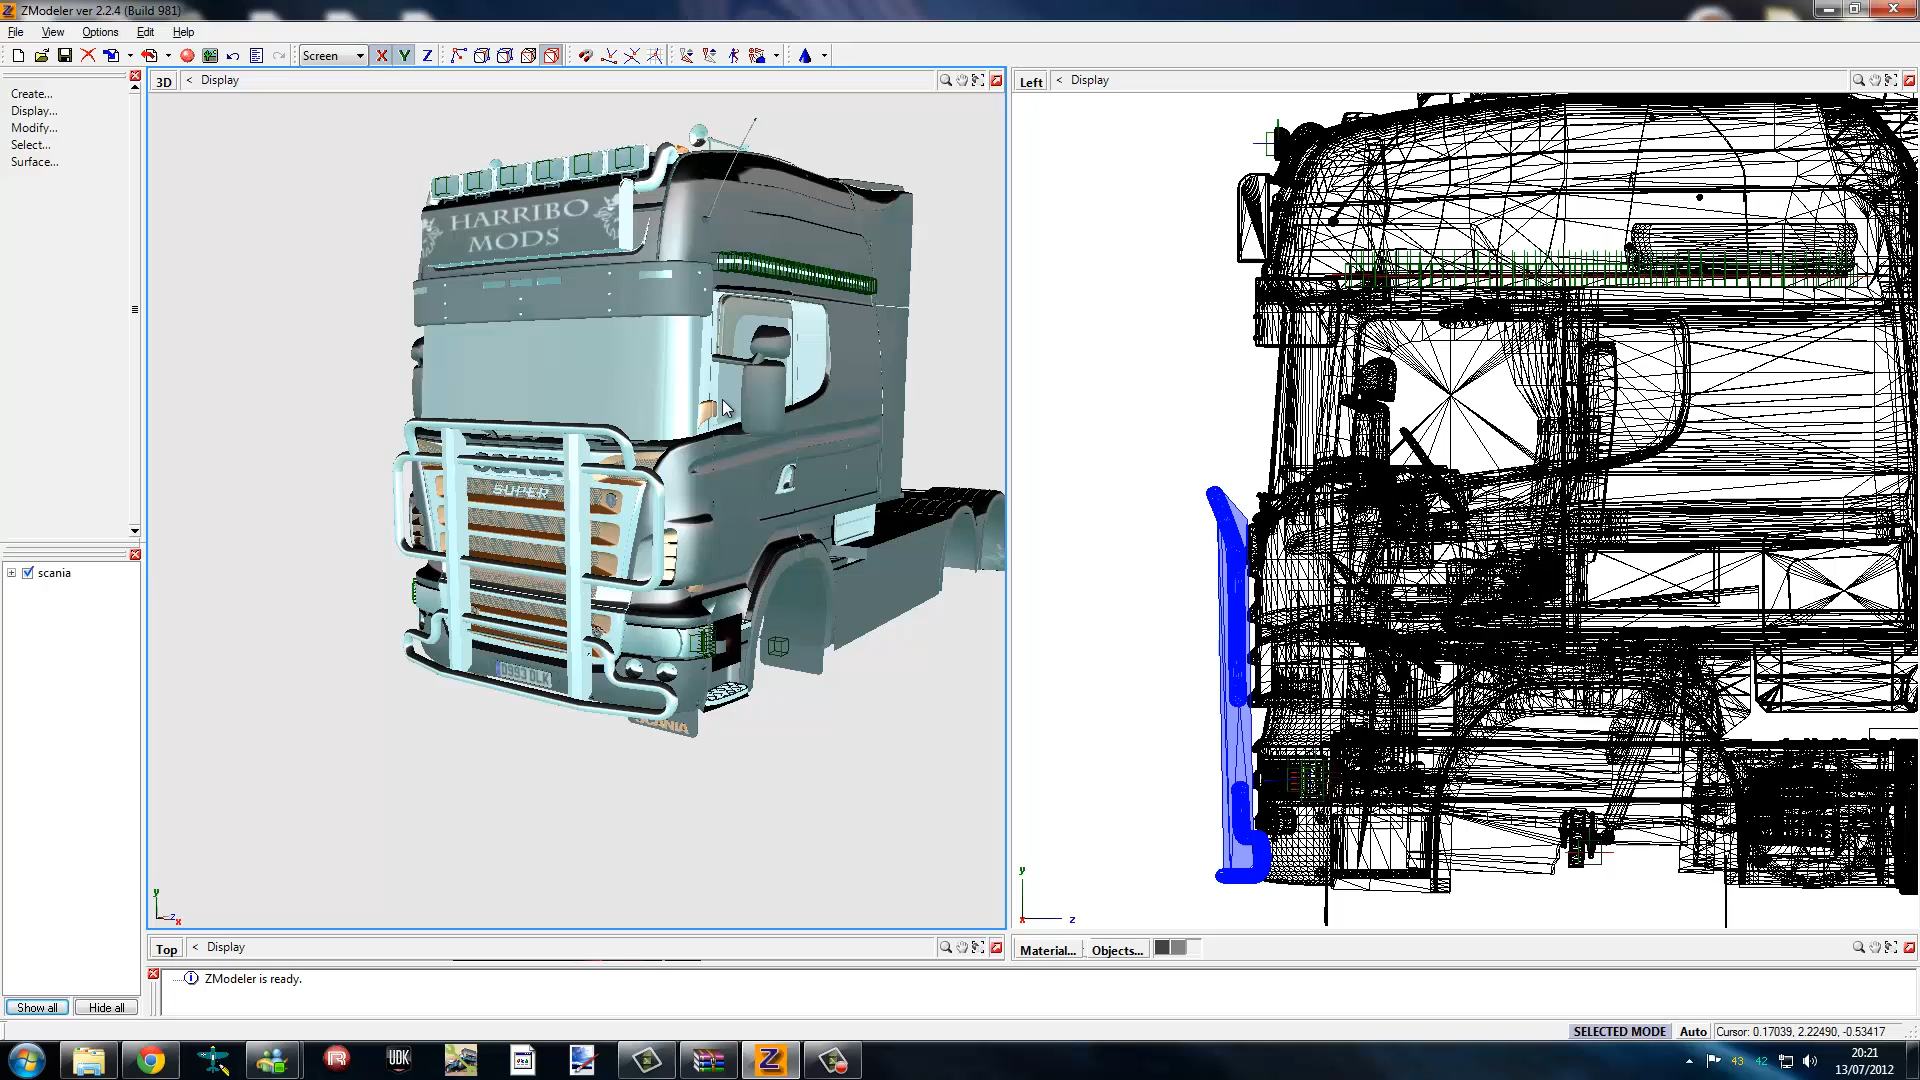 ZModeler ver 2.2.4 (Build 981)
File View Options Edit Help
Screen X Y Z
3D < Display
Left < Display
Create...
Display...
Modify...
Select...
Surface...
HARRIBO
MODS
SUPER
scania
y
z
x
y
x
z
Top < Display
Material... Objects...
ZModeler is ready.
Show all Hide all
SELECTED MODE Auto Cursor: 0.17039, 2.22490, -0.53417
UDK
Z
43 42
20:21
13/07/2012